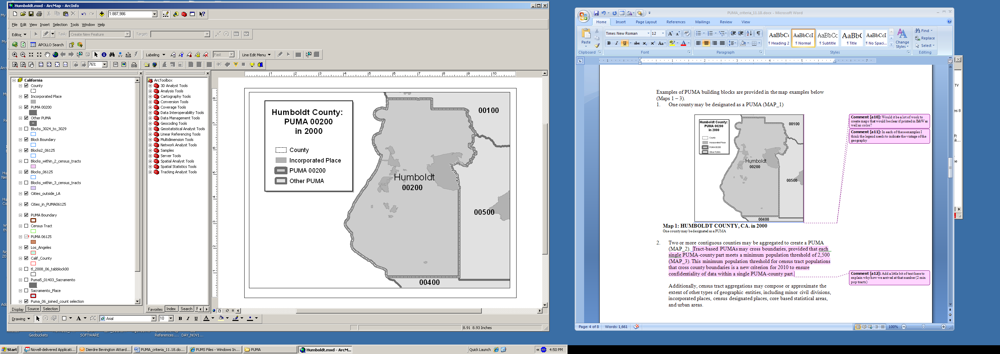 Humboldt.mxd - ArcMap - ArcInfo
1:887,986
File Edit View Insert Selection Tools Window Help
Editor Task: Create New Feature Target:
APOLLO Search
Labeling Fast Line Edit Menu
76%
California
County
Incorporated Place
PUMA 00200
Other PUMA
Blocks_3024_to_3029
Block Boundary
Blocks2_06125
Blocks_within_2_census_tracts
Blocks_06125
Blocks_within_3_census_tracts
Ciities_outside_LA
Cities_in_PUMA06125
PUMA Boundary
Census Tract
PUMA 06125
Los_Angeles
Calif_County
tl_2008_06_tabblock00
Puma5_01403_Sacramento
Sacramento_Place
Puma_06_joined_count selection
Display Source Selection
ArcToolbox
3D Analyst Tools
Analysis Tools
Cartography Tools
Conversion Tools
Coverage Tools
Data Interoperability Tools
Data Management Tools
Geocoding Tools
Geostatistical Analyst Tools
Linear Referencing Tools
Multidimension Tools
Network Analyst Tools
Samples
Server Tools
Spatial Analyst Tools
Spatial Statistics Tools
Tracking Analyst Tools
Favorites Index Search
1 2 3 4 5 6 7 8 9 10
8
7
6
5
4
3
2
1
Humboldt County:
PUMA 00200
in 2000
County
Incorporated Place
PUMA 00200
Other PUMA
00100
Humboldt
00200
00500
00400
Drawing A Arial 10 B I U A
8.91 8.93 Inches
Geobuckets SOFTWARE References.... DAY_NOV1...
Start Novell-delivered Applicati... Dierdre Bevington Attard... PUMA_criteria_11.18.do... PUMS Files - Windows In... PUMA Humboldt.mxd - ArcM... Quick Launch « 4:50 PM
PUMA_criteria_11.18.docx - Microsoft Word
Home Insert Page Layout References Mailings Review View
Paste
Clipboard
Times New Roman 12
B I U abc x₂ x² Aa
Font
Paragraph
AaBbC AaBbCcI AaBbCc AaBbC AaBbCcI
¶ Heading 2 ¶ Normal ¶ Subtitle ¶ Title ¶ No Spaci...
Change Styles
Styles
Find
Replace
Select
Editing
1 1 2 3 4 5 7
Examples of PUMA building blocks are provided in the map examples below
(Maps 1 – 3).
1. One county may be designated as a PUMA (MAP_1)
Humboldt County:
PUMA 00200
in 2000
County
Incorporated Place
PUMA 00200
Other PUMA
00100
Humboldt
00200
00500
00400
Map 1: HUMBOLDT COUNTY, CA. in 2000
One county may be designated as a PUMA
2. Two or more contiguous counties may be aggregated to create a PUMA
(MAP_2). Tract-based PUMAs may cross boundaries, provided that each
single PUMA-county part meets a minimum population threshold of 2,500
(MAP_3). This minimum population threshold for census tract populations
that cross county boundaries is a new criterion for 2010 to ensure
confidentiality of data within a single PUMA-county part.
Additionally, census tract aggregations may compose or approximate the
extent of other types of geographic entities, including minor civil divisions,
incorporated places, census designated places, core based statistical areas,
and urban areas.
Comment [a10]: Would it be a lot of work to
create maps that would be clear if printed in B&W as
well as color?
Comment [a11]: In each of these examples I
think the legend needs to indicate the vintage of the
geography
Comment [a12]: Add a little bit of text here to
explain why/how we arrived at that number (2 min
pop tracts)
Page: 4 of 8 Words: 1,661 100%
TV